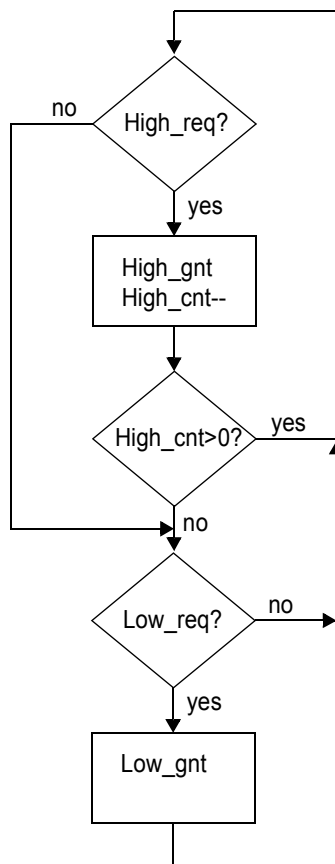 High_req?
no
yes
High_gnt
High_cnt--
High_cnt>0?
yes
no
Low_req?
no
yes
Low_gnt